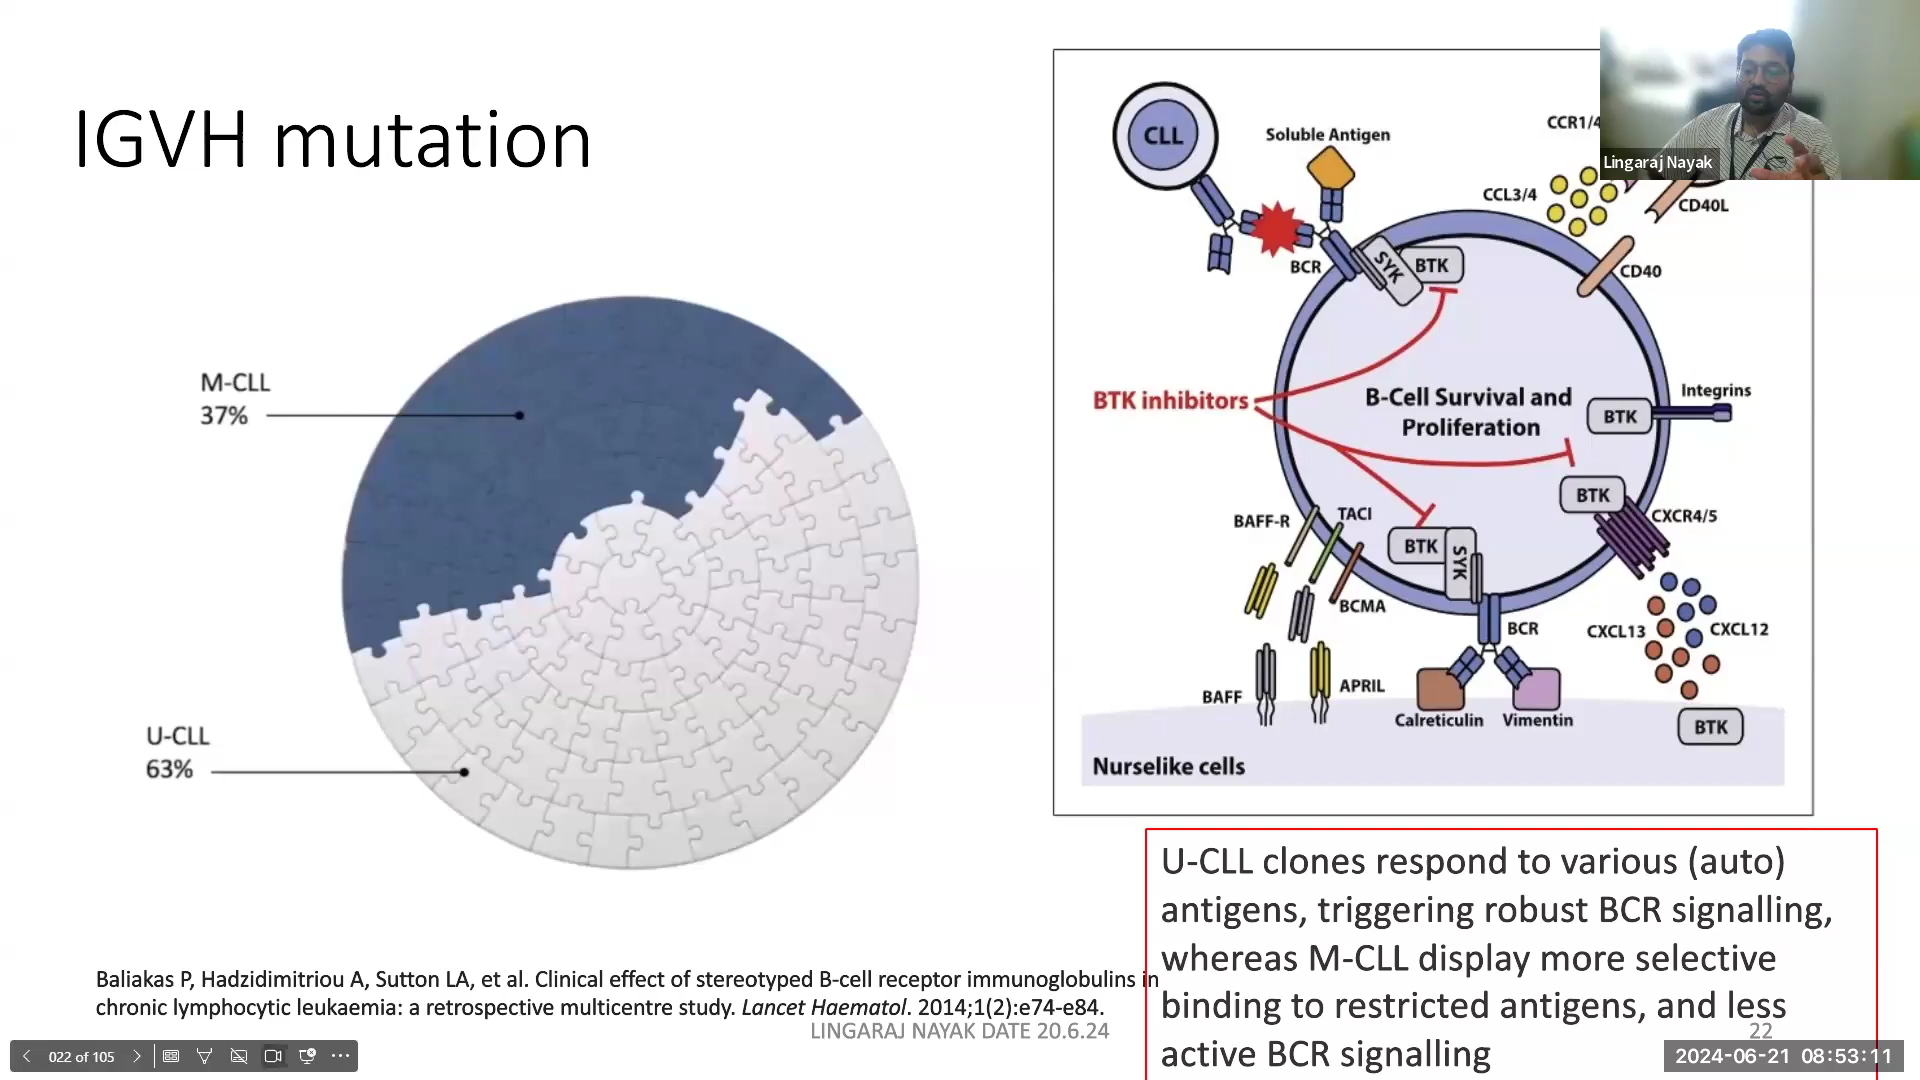 IGVH mutation
M-CLL
37%
U-CLL
63%
Baliakas P, Hadzidimitriou A, Sutton LA, et al. Clinical effect of stereotyped B-cell receptor immunoglobulins in
chronic lymphocytic leukaemia: a retrospective multicentre study. Lancet Haematol. 2014;1(2):e74-e84.
CLL
Soluble Antigen
CCR1/4
Lingaraj Nayak
CCL3/4
CD40L
BCR
SYK
BTK
CD40
BTK inhibitors
B-Cell Survival and
Proliferation
Integrins
BTK
BTK
CXCR4/5
BAFF-R
TACI
BTK
SYK
BCMA
BCR
CXCL13
CXCL12
BAFF
APRIL
Calreticulin
Vimentin
BTK
Nurselike cells
U-CLL clones respond to various (auto)
antigens, triggering robust BCR signalling,
whereas M-CLL display more selective
binding to restricted antigens, and less
active BCR signalling
LINGARAJ NAYAK DATE 20.6.24
22
022 of 105
2024-06-21 08:53:11